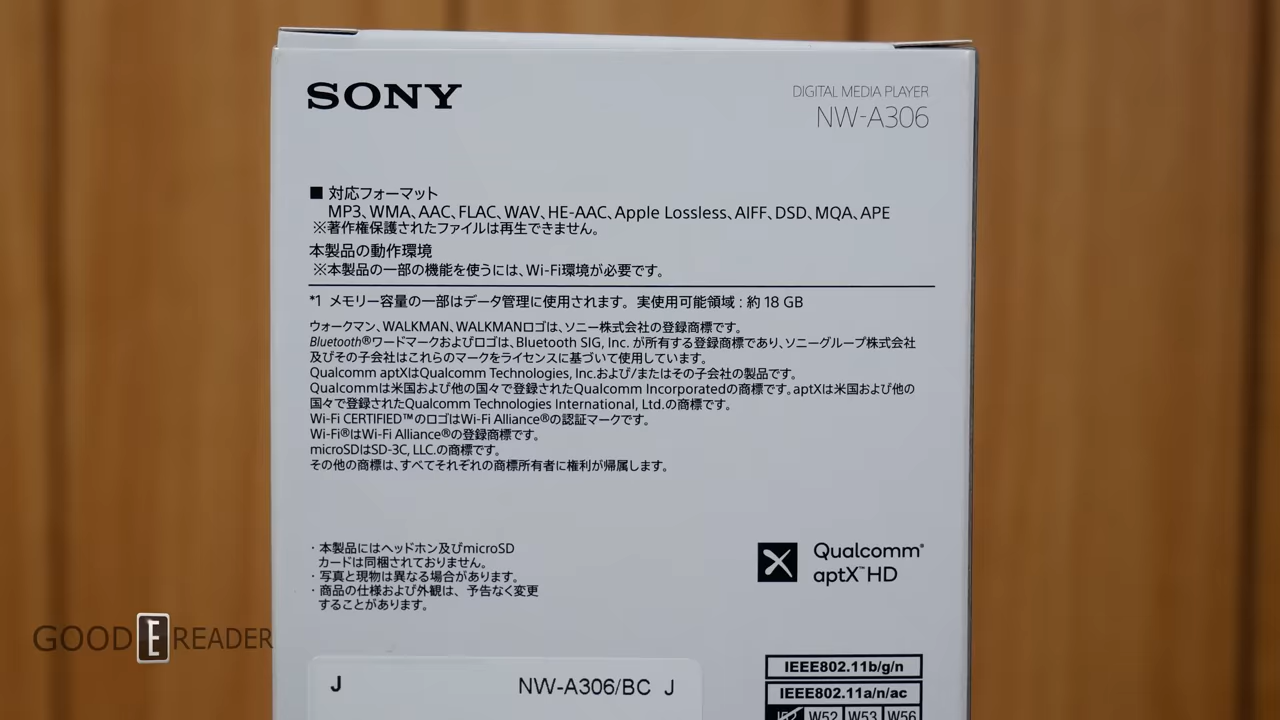 SONY
DIGITAL MEDIA PLAYER
NW-A306
■ 対応フォーマット
MP3、WMA、AAC、FLAC、WAV、HE-AAC、Apple Lossless、AIFF、DSD、MQA、APE
※著作権保護されたファイルは再生できません。
本製品の動作環境
※本製品の一部の機能を使うには、Wi-Fi環境が必要です。
*1 メモリー容量の一部はデータ管理に使用されます。実使用可能領域：約 18 GB
ウォークマン、WALKMAN、WALKMANロゴは、ソニー株式会社の登録商標です。
Bluetooth®ワードマークおよびロゴは、Bluetooth SIG, Inc. が所有する登録商標であり、ソニーグループ株式会社
及びその子会社はこれらのマークをライセンスに基づいて使用しています。
Qualcomm aptXはQualcomm Technologies, Inc.および/またはその子会社の製品です。
Qualcommは米国および他の国々で登録されたQualcomm Incorporatedの商標です。aptXは米国および他の
国々で登録されたQualcomm Technologies International, Ltd.の商標です。
Wi-Fi CERTIFIED™のロゴはWi-Fi Alliance®の認証マークです。
Wi-Fi®はWi-Fi Alliance®の登録商標です。
microSDはSD-3C, LLC.の商標です。
その他の商標は、すべてそれぞれの商標所有者に権利が帰属します。
・本製品にはヘッドホン及びmicroSD
カードは同梱されておりません。
・写真と現物は異なる場合があります。
・商品の仕様および外観は、予告なく変更
することがあります。
Qualcomm®
aptX™ HD
GOOD E READER
J NW-A306/BC J
IEEE802.11b/g/n
IEEE802.11a/n/ac
W52 W53 W56